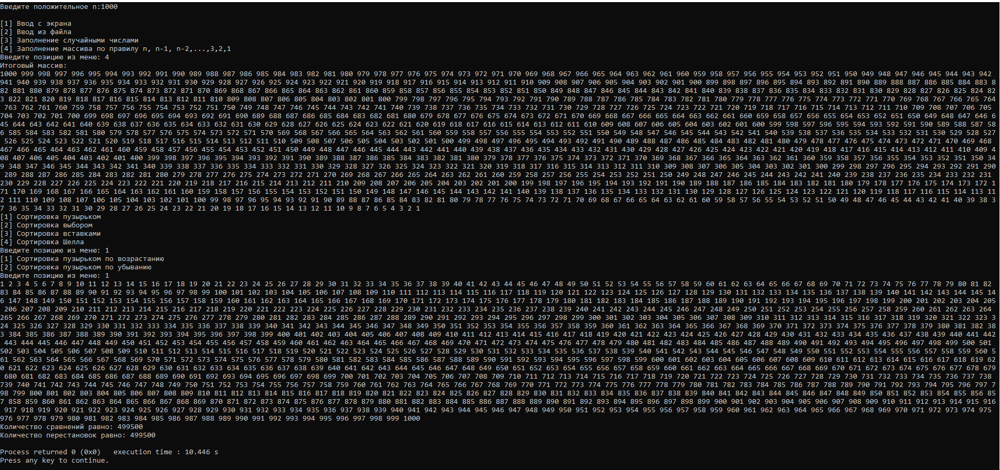 Введите положительное n:1000
[1] Ввод с экрана
[2] Ввод из файла
[3] Заполнение случайными числами
[4] Заполнение массива по правилу n, n-1, n-2,...,3,2,1
Введите позицию из меню: 4
Итоговый массив:
1000 999 998 997 996 995 994 993 992 991 990 989 988 987 986 985 984 983 982 981 980 979 978 977 976 975 974 973 972 971 970 969 968 967 966 965 964 963 962 961 960 959 958 957 956 955 954 953 952 951 950 949 948 947 946 945 944 943 942
941 940 939 938 937 936 935 934 933 932 931 930 929 928 927 926 925 924 923 922 921 920 919 918 917 916 915 914 913 912 911 910 909 908 907 906 905 904 903 902 901 900 899 898 897 896 895 894 893 892 891 890 889 888 887 886 885 884 883 8
82 881 880 879 878 877 876 875 874 873 872 871 870 869 868 867 866 865 864 863 862 861 860 859 858 857 856 855 854 853 852 851 850 849 848 847 846 845 844 843 842 841 840 839 838 837 836 835 834 833 832 831 830 829 828 827 826 825 824 82
3 822 821 820 819 818 817 816 815 814 813 812 811 810 809 808 807 806 805 804 803 802 801 800 799 798 797 796 795 794 793 792 791 790 789 788 787 786 785 784 783 782 781 780 779 778 777 776 775 774 773 772 771 770 769 768 767 766 765 764
763 762 761 760 759 758 757 756 755 754 753 752 751 750 749 748 747 746 745 744 743 742 741 740 739 738 737 736 735 734 733 732 731 730 729 728 727 726 725 724 723 722 721 720 719 718 717 716 715 714 713 712 711 710 709 708 707 706 705
704 703 702 701 700 699 698 697 696 695 694 693 692 691 690 689 688 687 686 685 684 683 682 681 680 679 678 677 676 675 674 673 672 671 670 669 668 667 666 665 664 663 662 661 660 659 658 657 656 655 654 653 652 651 650 649 648 647 646 6
45 644 643 642 641 640 639 638 637 636 635 634 633 632 631 630 629 628 627 626 625 624 623 622 621 620 619 618 617 616 615 614 613 612 611 610 609 608 607 606 605 604 603 602 601 600 599 598 597 596 595 594 593 592 591 590 589 588 587 58
6 585 584 583 582 581 580 579 578 577 576 575 574 573 572 571 570 569 568 567 566 565 564 563 562 561 560 559 558 557 556 555 554 553 552 551 550 549 548 547 546 545 544 543 542 541 540 539 538 537 536 535 534 533 532 531 530 529 528 527
526 525 524 523 522 521 520 519 518 517 516 515 514 513 512 511 510 509 508 507 506 505 504 503 502 501 500 499 498 497 496 495 494 493 492 491 490 489 488 487 486 485 484 483 482 481 480 479 478 477 476 475 474 473 472 471 470 469 468
467 466 465 464 463 462 461 460 459 458 457 456 455 454 453 452 451 450 449 448 447 446 445 444 443 442 441 440 439 438 437 436 435 434 433 432 431 430 429 428 427 426 425 424 423 422 421 420 419 418 417 416 415 414 413 412 411 410 409 4
08 407 406 405 404 403 402 401 400 399 398 397 396 395 394 393 392 391 390 389 388 387 386 385 384 383 382 381 380 379 378 377 376 375 374 373 372 371 370 369 368 367 366 365 364 363 362 361 360 359 358 357 356 355 354 353 352 351 350 34
9 348 347 346 345 344 343 342 341 340 339 338 337 336 335 334 333 332 331 330 329 328 327 326 325 324 323 322 321 320 319 318 317 316 315 314 313 312 311 310 309 308 307 306 305 304 303 302 301 300 299 298 297 296 295 294 293 292 291 290
289 288 287 286 285 284 283 282 281 280 279 278 277 276 275 274 273 272 271 270 269 268 267 266 265 264 263 262 261 260 259 258 257 256 255 254 253 252 251 250 249 248 247 246 245 244 243 242 241 240 239 238 237 236 235 234 233 232 231
230 229 228 227 226 225 224 223 222 221 220 219 218 217 216 215 214 213 212 211 210 209 208 207 206 205 204 203 202 201 200 199 198 197 196 195 194 193 192 191 190 189 188 187 186 185 184 183 182 181 180 179 178 177 176 175 174 173 172 1
71 170 169 168 167 166 165 164 163 162 161 160 159 158 157 156 155 154 153 152 151 150 149 148 147 146 145 144 143 142 141 140 139 138 137 136 135 134 133 132 131 130 129 128 127 126 125 124 123 122 121 120 119 118 117 116 115 114 113 11
2 111 110 109 108 107 106 105 104 103 102 101 100 99 98 97 96 95 94 93 92 91 90 89 88 87 86 85 84 83 82 81 80 79 78 77 76 75 74 73 72 71 70 69 68 67 66 65 64 63 62 61 60 59 58 57 56 55 54 53 52 51 50 49 48 47 46 45 44 43 42 41 40 39 38 3
7 36 35 34 33 32 31 30 29 28 27 26 25 24 23 22 21 20 19 18 17 16 15 14 13 12 11 10 9 8 7 6 5 4 3 2 1
[1] Сортировка пузырьком
[2] Сортировка выбором
[3] Сортировка вставками
[4] Сортировка Шелла
Введите позицию из меню: 1
[1] Сортировка пузырьком по возрастанию
[2] Сортировка пузырьком по убыванию
Введите позицию из меню: 1
1 2 3 4 5 6 7 8 9 10 11 12 13 14 15 16 17 18 19 20 21 22 23 24 25 26 27 28 29 30 31 32 33 34 35 36 37 38 39 40 41 42 43 44 45 46 47 48 49 50 51 52 53 54 55 56 57 58 59 60 61 62 63 64 65 66 67 68 69 70 71 72 73 74 75 76 77 78 79 80 81 82
83 84 85 86 87 88 89 90 91 92 93 94 95 96 97 98 99 100 101 102 103 104 105 106 107 108 109 110 111 112 113 114 115 116 117 118 119 120 121 122 123 124 125 126 127 128 129 130 131 132 133 134 135 136 137 138 139 140 141 142 143 144 145 14
6 147 148 149 150 151 152 153 154 155 156 157 158 159 160 161 162 163 164 165 166 167 168 169 170 171 172 173 174 175 176 177 178 179 180 181 182 183 184 185 186 187 188 189 190 191 192 193 194 195 196 197 198 199 200 201 202 203 204 205
206 207 208 209 210 211 212 213 214 215 216 217 218 219 220 221 222 223 224 225 226 227 228 229 230 231 232 233 234 235 236 237 238 239 240 241 242 243 244 245 246 247 248 249 250 251 252 253 254 255 256 257 258 259 260 261 262 263 264
265 266 267 268 269 270 271 272 273 274 275 276 277 278 279 280 281 282 283 284 285 286 287 288 289 290 291 292 293 294 295 296 297 298 299 300 301 302 303 304 305 306 307 308 309 310 311 312 313 314 315 316 317 318 319 320 321 322 323 3
24 325 326 327 328 329 330 331 332 333 334 335 336 337 338 339 340 341 342 343 344 345 346 347 348 349 350 351 352 353 354 355 356 357 358 359 360 361 362 363 364 365 366 367 368 369 370 371 372 373 374 375 376 377 378 379 380 381 382 38
3 384 385 386 387 388 389 390 391 392 393 394 395 396 397 398 399 400 401 402 403 404 405 406 407 408 409 410 411 412 413 414 415 416 417 418 419 420 421 422 423 424 425 426 427 428 429 430 431 432 433 434 435 436 437 438 439 440 441 442
443 444 445 446 447 448 449 450 451 452 453 454 455 456 457 458 459 460 461 462 463 464 465 466 467 468 469 470 471 472 473 474 475 476 477 478 479 480 481 482 483 484 485 486 487 488 489 490 491 492 493 494 495 496 497 498 499 500 501
502 503 504 505 506 507 508 509 510 511 512 513 514 515 516 517 518 519 520 521 522 523 524 525 526 527 528 529 530 531 532 533 534 535 536 537 538 539 540 541 542 543 544 545 546 547 548 549 550 551 552 553 554 555 556 557 558 559 560 5
61 562 563 564 565 566 567 568 569 570 571 572 573 574 575 576 577 578 579 580 581 582 583 584 585 586 587 588 589 590 591 592 593 594 595 596 597 598 599 600 601 602 603 604 605 606 607 608 609 610 611 612 613 614 615 616 617 618 619 62
0 621 622 623 624 625 626 627 628 629 630 631 632 633 634 635 636 637 638 639 640 641 642 643 644 645 646 647 648 649 650 651 652 653 654 655 656 657 658 659 660 661 662 663 664 665 666 667 668 669 670 671 672 673 674 675 676 677 678 679
680 681 682 683 684 685 686 687 688 689 690 691 692 693 694 695 696 697 698 699 700 701 702 703 704 705 706 707 708 709 710 711 712 713 714 715 716 717 718 719 720 721 722 723 724 725 726 727 728 729 730 731 732 733 734 735 736 737 738
739 740 741 742 743 744 745 746 747 748 749 750 751 752 753 754 755 756 757 758 759 760 761 762 763 764 765 766 767 768 769 770 771 772 773 774 775 776 777 778 779 780 781 782 783 784 785 786 787 788 789 790 791 792 793 794 795 796 797 7
98 799 800 801 802 803 804 805 806 807 808 809 810 811 812 813 814 815 816 817 818 819 820 821 822 823 824 825 826 827 828 829 830 831 832 833 834 835 836 837 838 839 840 841 842 843 844 845 846 847 848 849 850 851 852 853 854 855 856 85
7 858 859 860 861 862 863 864 865 866 867 868 869 870 871 872 873 874 875 876 877 878 879 880 881 882 883 884 885 886 887 888 889 890 891 892 893 894 895 896 897 898 899 900 901 902 903 904 905 906 907 908 909 910 911 912 913 914 915 916
917 918 919 920 921 922 923 924 925 926 927 928 929 930 931 932 933 934 935 936 937 938 939 940 941 942 943 944 945 946 947 948 949 950 951 952 953 954 955 956 957 958 959 960 961 962 963 964 965 966 967 968 969 970 971 972 973 974 975
976 977 978 979 980 981 982 983 984 985 986 987 988 989 990 991 992 993 994 995 996 997 998 999 1000
Количество сравнений равно: 499500
Количество перестановок равно: 499500
Process returned 0 (0x0)   execution time : 10.446 s
Press any key to continue.